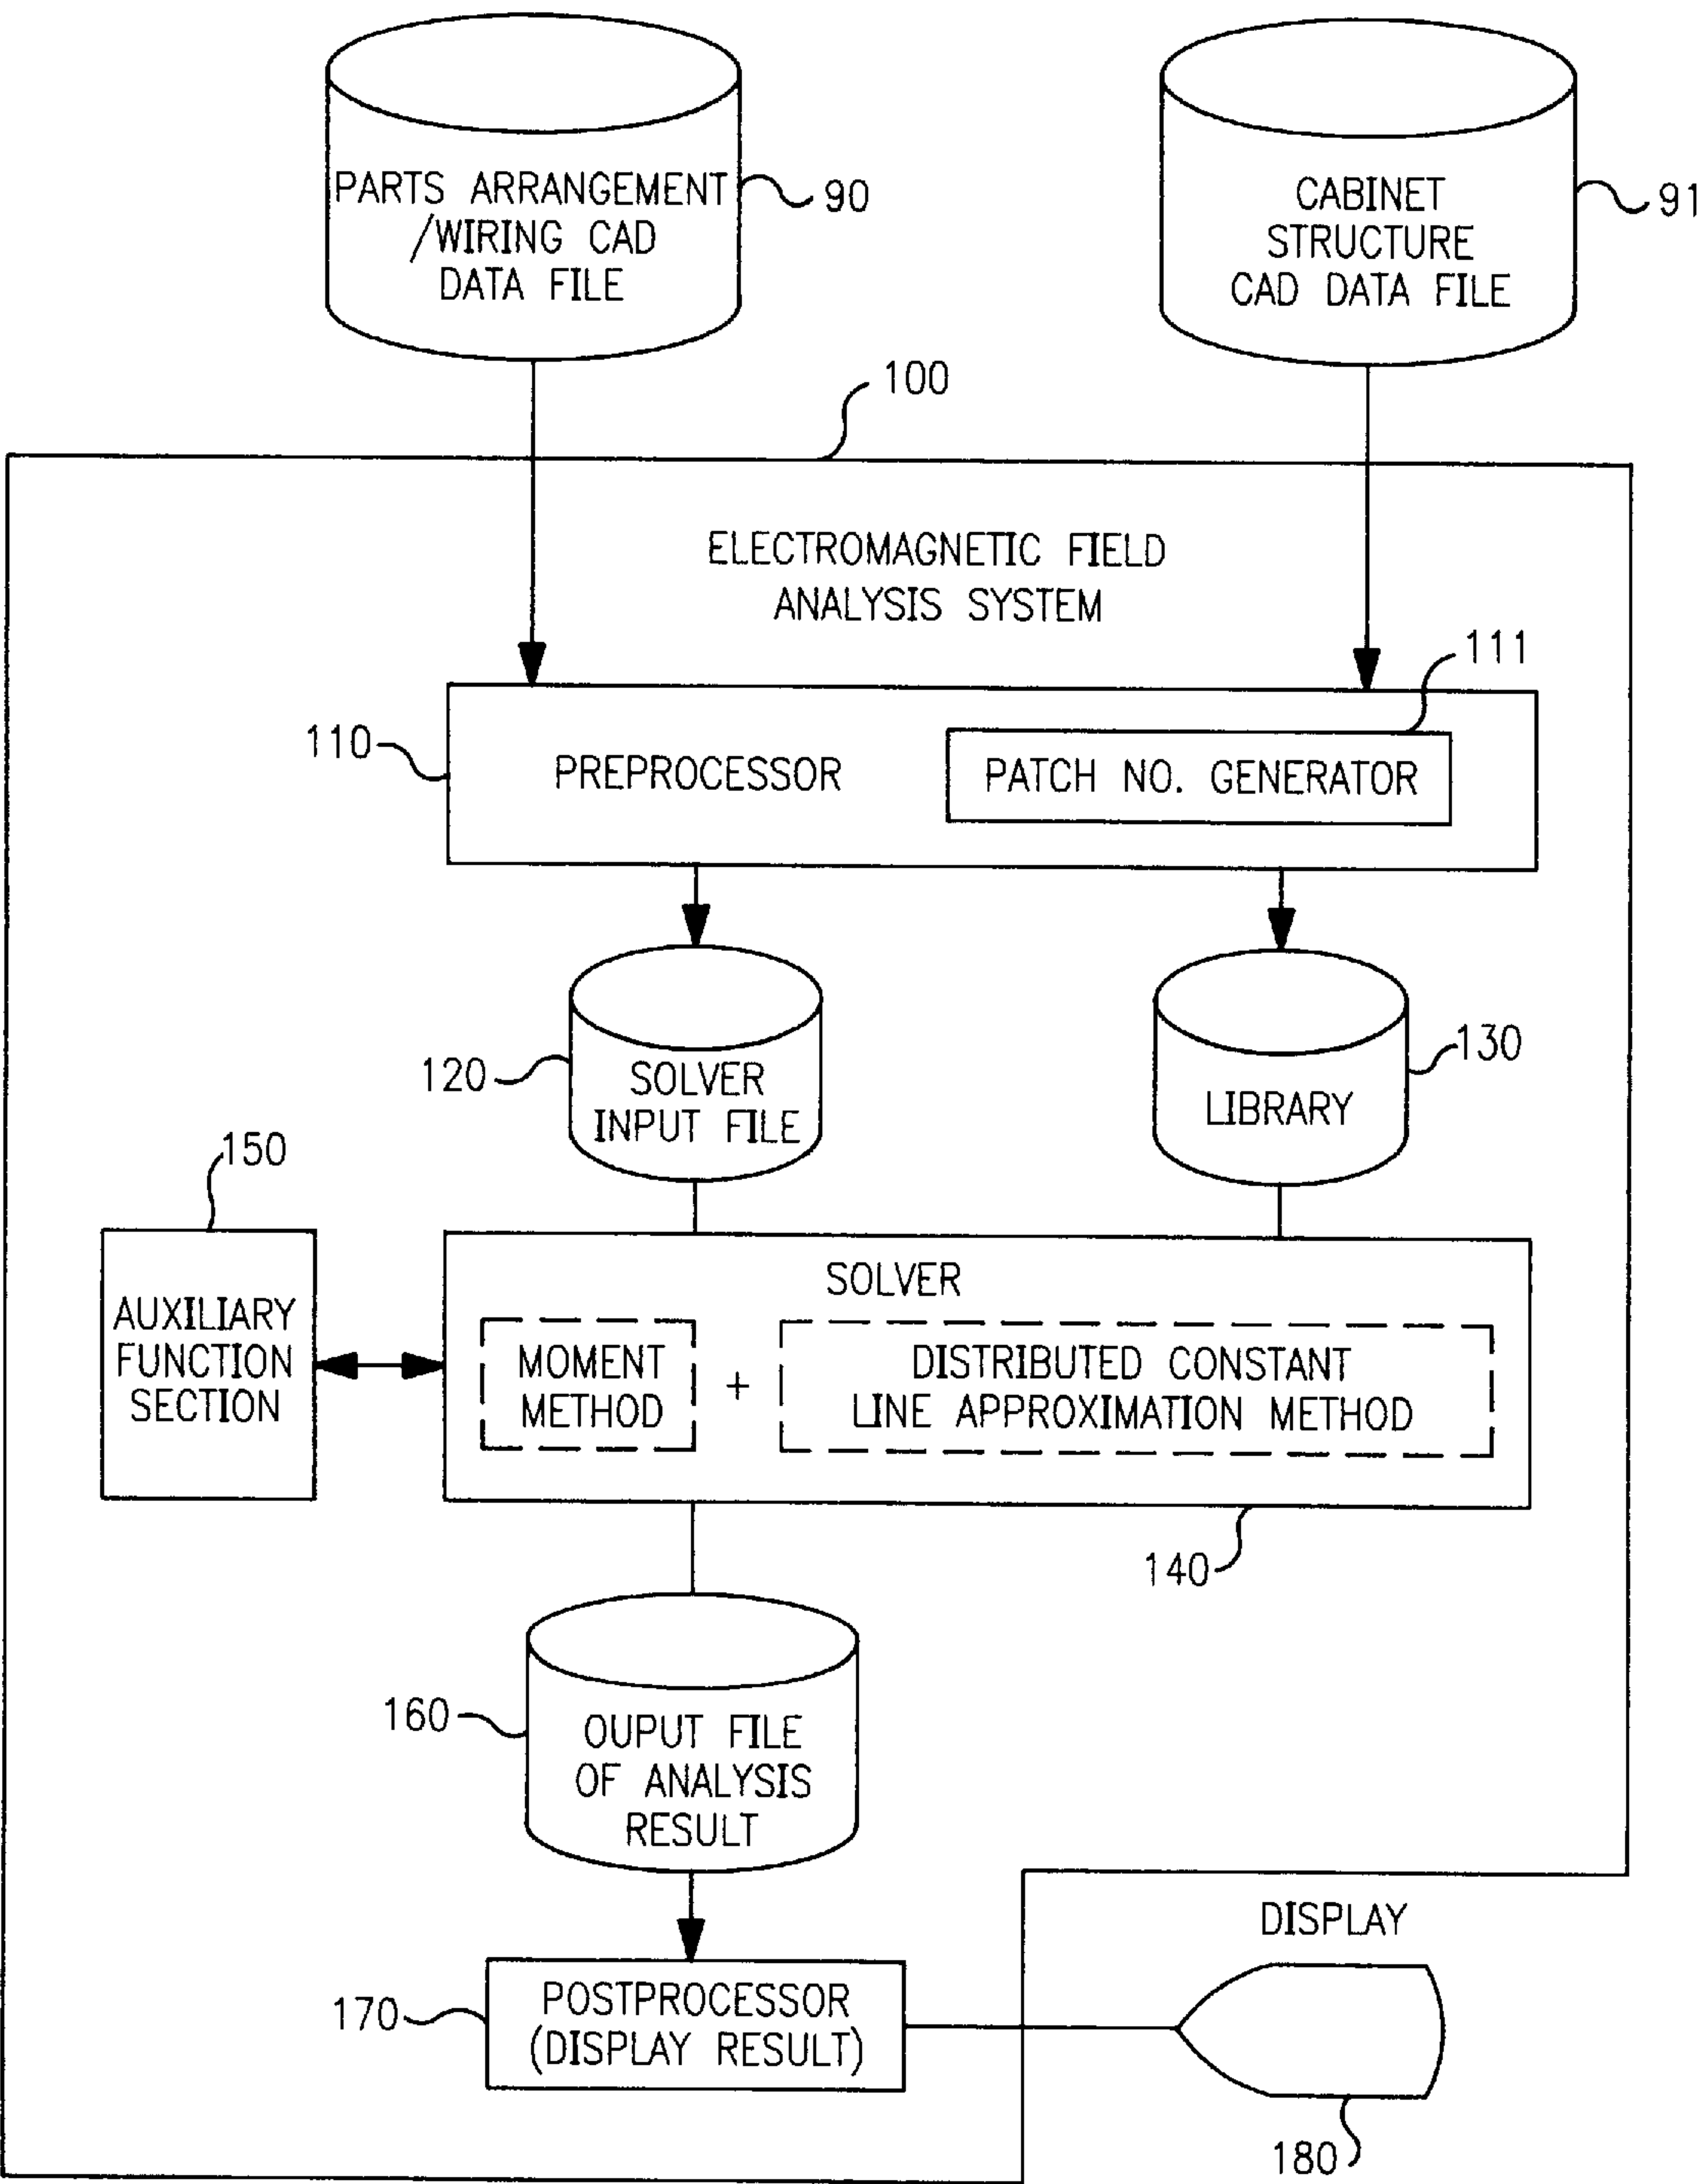 PARTS ARRANGEMENT
/WIRING CAD
DATA FILE
90
CABINET
STRUCTURE
CAD DATA FILE
91
100
ELECTROMAGNETIC FIELD
ANALYSIS SYSTEM
111
110
PREPROCESSOR
PATCH NO. GENERATOR
120
SOLVER
INPUT FILE
130
LIBRARY
150
AUXILIARY
FUNCTION
SECTION
SOLVER
MOMENT
METHOD
+
DISTRIBUTED CONSTANT
LINE APPROXIMATION METHOD
140
160
OUPUT FILE
OF ANALYSIS
RESULT
DISPLAY
170
POSTPROCESSOR
(DISPLAY RESULT)
180